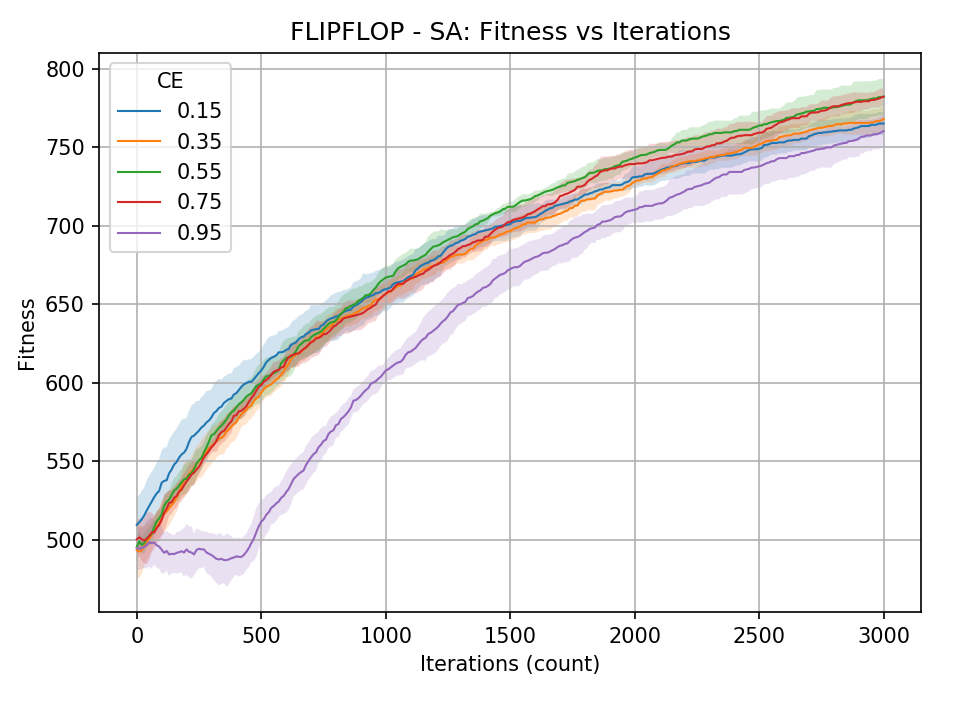 FLIPFLOP - SA: Fitness vs Iterations
800
750
700
650
600
550
500
Fitness
CE
0.15
0.35
0.55
0.75
0.95
0 500 1000 1500 2000 2500 3000
Iterations (count)